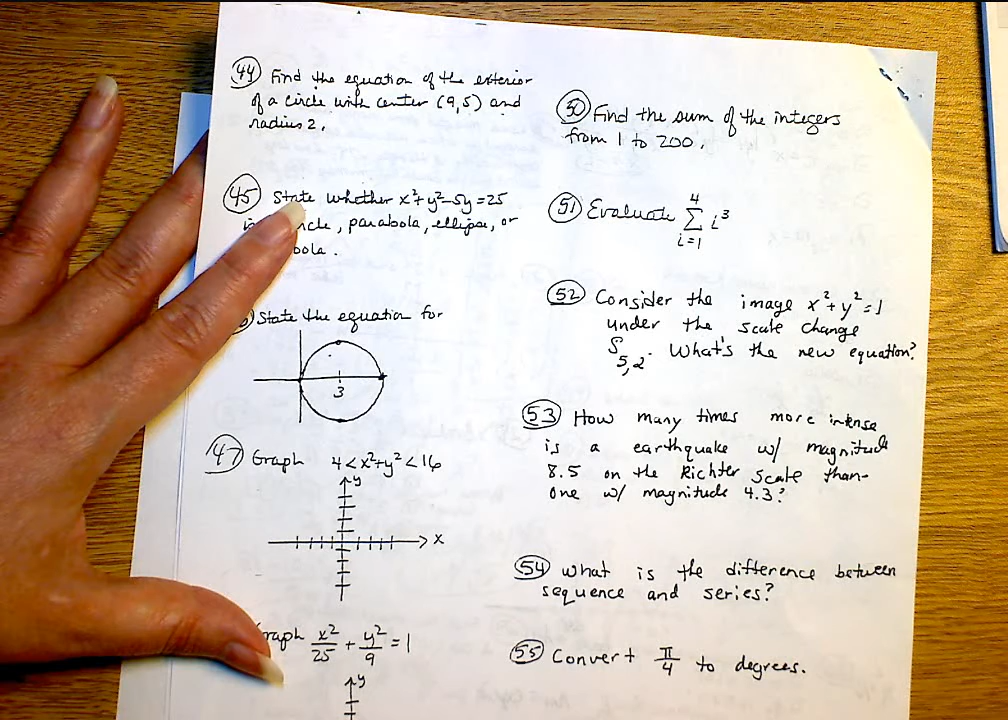 44 Find the equation of the exterior
of a circle with center (9,5) and
radius 2.
45 State whether x²+y²-5y=25
, parabola, ellipse, or
State the equation for
3
47 Graph 4<x²+y²<16
y
x
x²/25 + y²/9 = 1
y
50 Find the sum of the integers
from 1 to 200.
51 Evaluate 4 Σ i=1 i³
52 Consider the image x²+y²=1
under the scale change
S5,2. What's the new equation?
53 How many times more intense
is a earthquake w/ magnitude
8.5 on the Richter scale than
one w/ magnitude 4.3?
54 what is the difference between
sequence and series?
55 Convert π/4 to degrees.